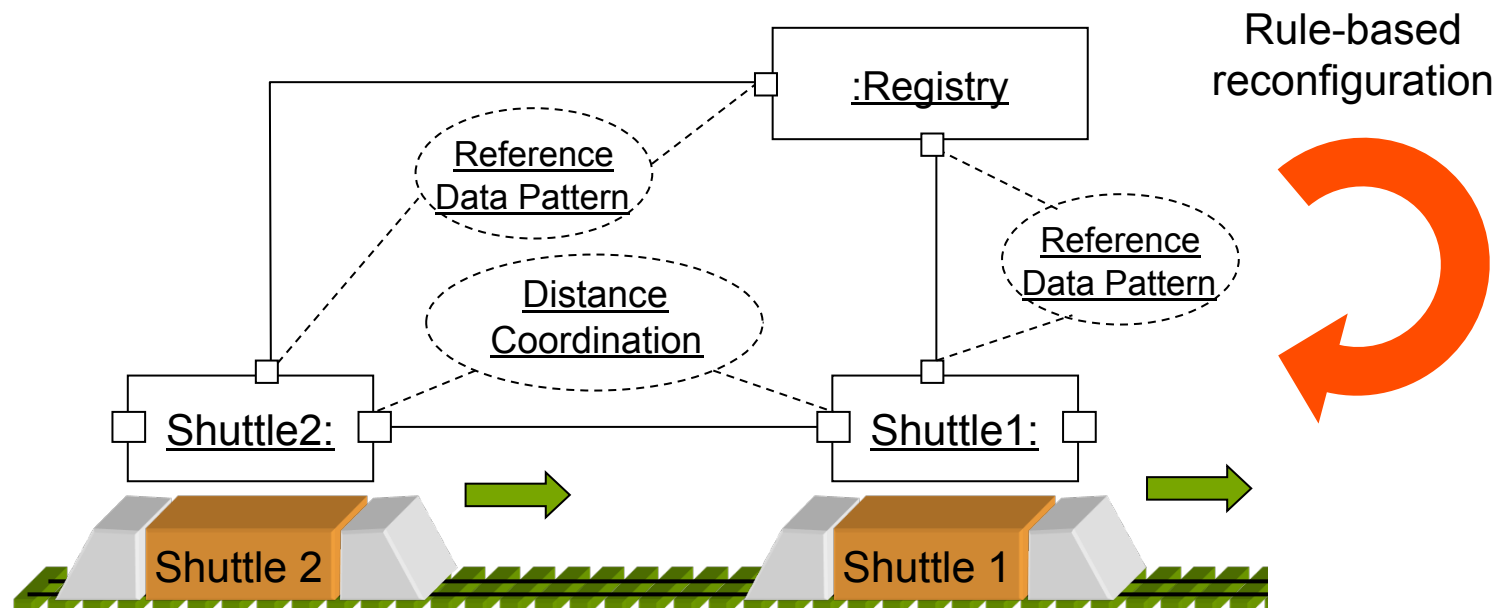 Rule-based
reconfiguration
:Registry
Reference
Data Pattern
Reference
Data Pattern
Distance
Coordination
Shuttle2:
Shuttle1:
Shuttle 2
Shuttle 1